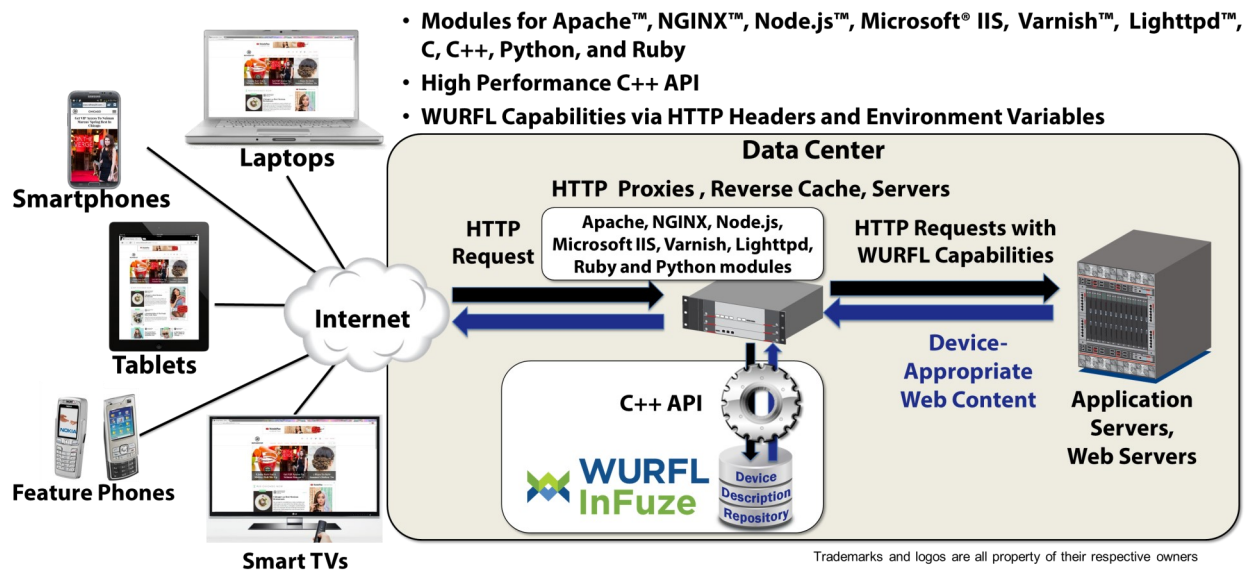 • Modules for Apache™, NGINX™, Node.js™, Microsoft® IIS, Varnish™, Lighttpd™,
C, C++, Python, and Ruby
• High Performance C++ API
• WURFL Capabilities via HTTP Headers and Environment Variables
Laptops
Smartphones
Tablets
Feature Phones
NOKIA
Smart TVs
Internet
Data Center
HTTP Proxies , Reverse Cache, Servers
HTTP
Request
Apache, NGINX, Node.js,
Microsoft IIS, Varnish, Lighttpd,
Ruby and Python modules
HTTP Requests with
WURFL Capabilities
Device-
Appropriate
Web Content
Application
Servers,
Web Servers
C++ API
WURFL
InFuze
Device
Description
Repository
Trademarks and logos are all property of their respective owners